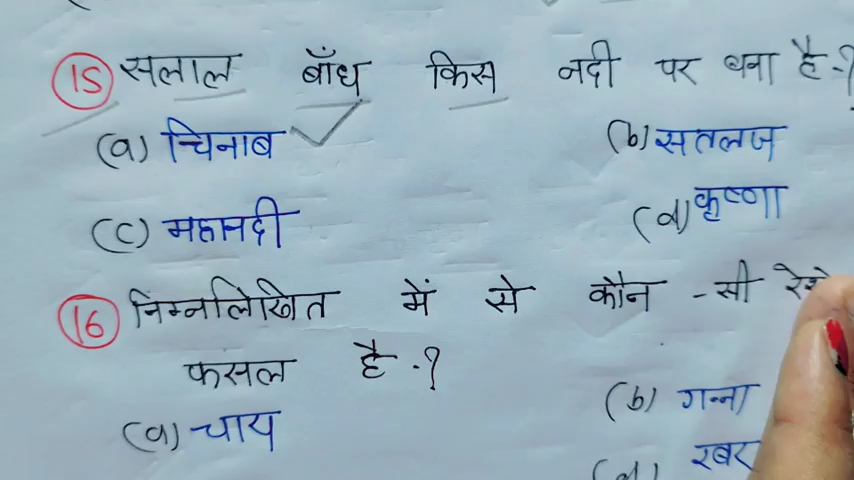 15 सलाल बाँध किस नदी पर बना है-?
(a) चिनाब (b) सतलज
(c) महानदी (d) कृष्णा
16 निम्नलिखित में से कौन-सी
फसल है-?
(a) चाय (b) गन्ना
(d) रबर